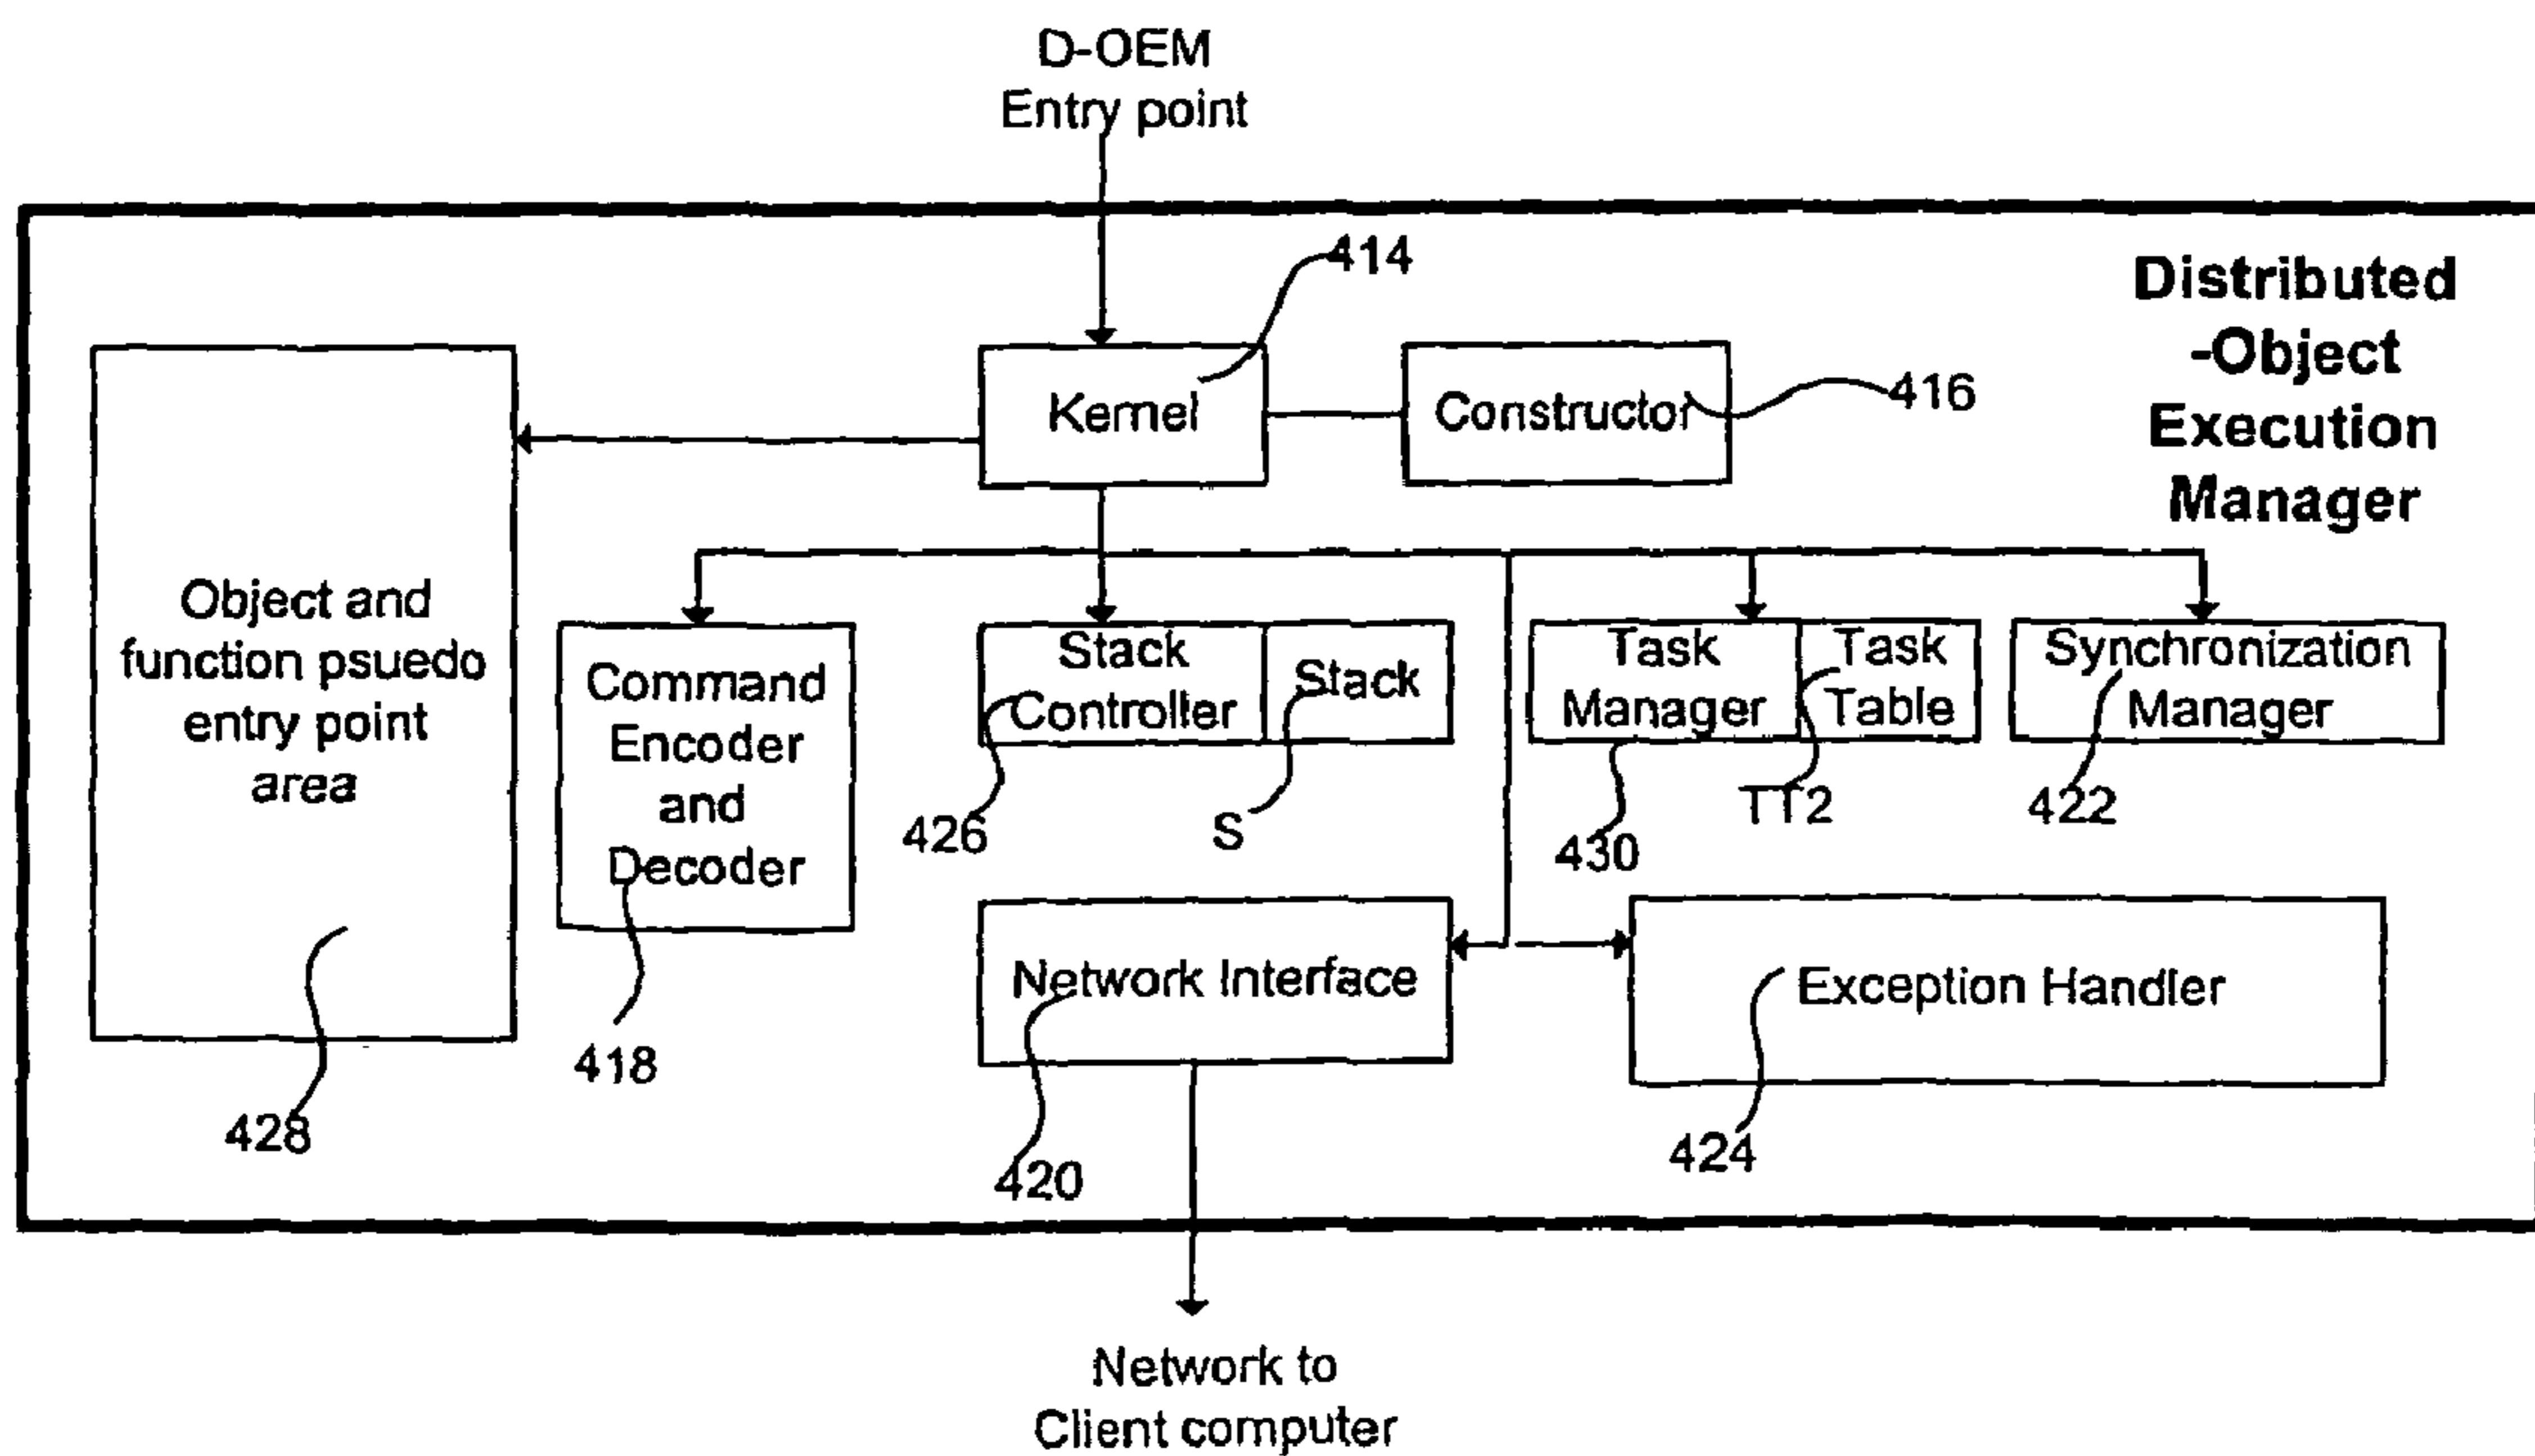 D-OEM
Entry point
414
Distributed
-Object
Execution
Manager
Kernel
Constructor
416
Object and
function psuedo
entry point
area
Command
Encoder
and
Decoder
Stack
Controller
Stack
Task
Manager
Task
Table
Synchronization
Manager
426
S
430
TT2
422
Network Interface
Exception Handler
418
428
420
424
Network to
Client computer